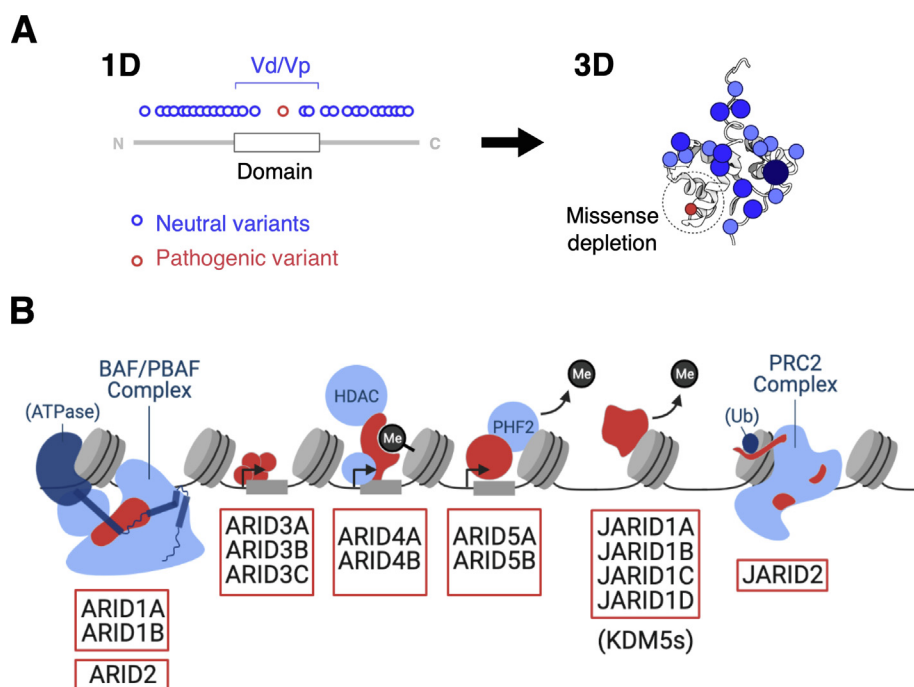 A
1D
Vd/Vp
N
C
Domain
Neutral variants
Pathogenic variant
3D
Missense
depletion
B
BAF/PBAF
Complex
(ATPase)
HDAC
Me
PHF2
Me
Me
PRC2
Complex
(Ub)
ARID1A
ARID1B
ARID2
ARID3A
ARID3B
ARID3C
ARID4A
ARID4B
ARID5A
ARID5B
JARID1A
JARID1B
JARID1C
JARID1D
(KDM5s)
JARID2